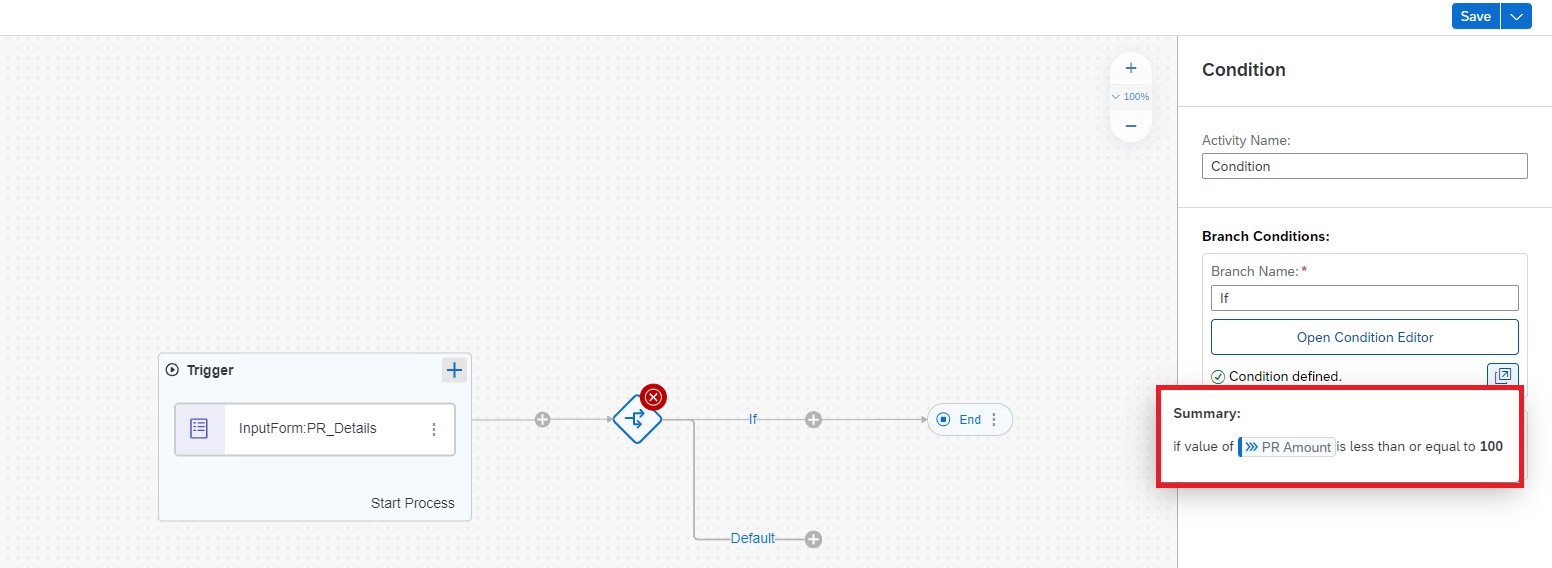 Save
100%
Condition
Activity Name:
Condition
Branch Conditions:
Branch Name: *
If
Open Condition Editor
Condition defined.
Summary:
if value of PR Amount is less than or equal to 100
Trigger
InputForm:PR_Details
Start Process
If
End
Default